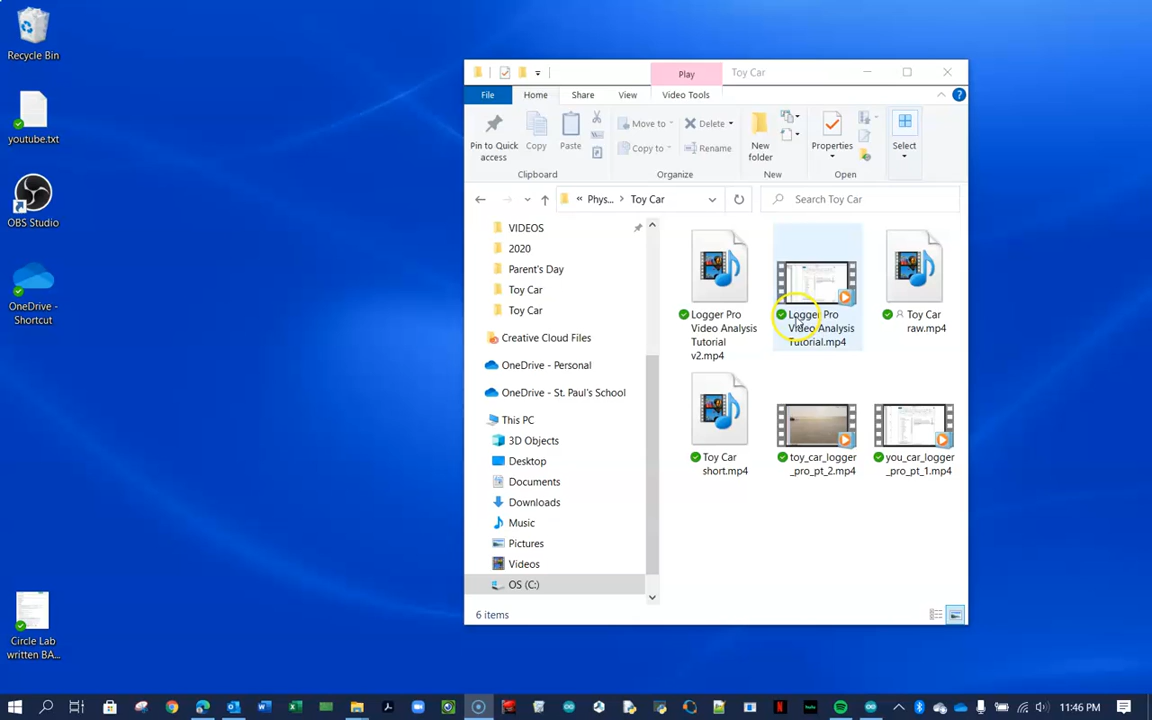 Recycle Bin
youtube.txt
OBS Studio
OneDrive -
Shortcut
Circle Lab
written BA...
Play
Toy Car
File
Home
Share
View
Video Tools
Pin to Quick
access
Copy
Paste
Move to
Copy to
Delete
Rename
New
folder
Properties
Select
Clipboard
Organize
New
Open
« Phys... > Toy Car
Search Toy Car
VIDEOS
2020
Parent's Day
Toy Car
Toy Car
Creative Cloud Files
OneDrive - Personal
OneDrive - St. Paul's School
This PC
3D Objects
Desktop
Documents
Downloads
Music
Pictures
Videos
OS (C:)
Logger Pro
Video Analysis
Tutorial
v2.mp4
Logger Pro
Video Analysis
Tutorial.mp4
Toy Car
raw.mp4
Toy Car
short.mp4
toy_car_logger
_pro_pt_2.mp4
you_car_logger
_pro_pt_1.mp4
6 items
11:46 PM